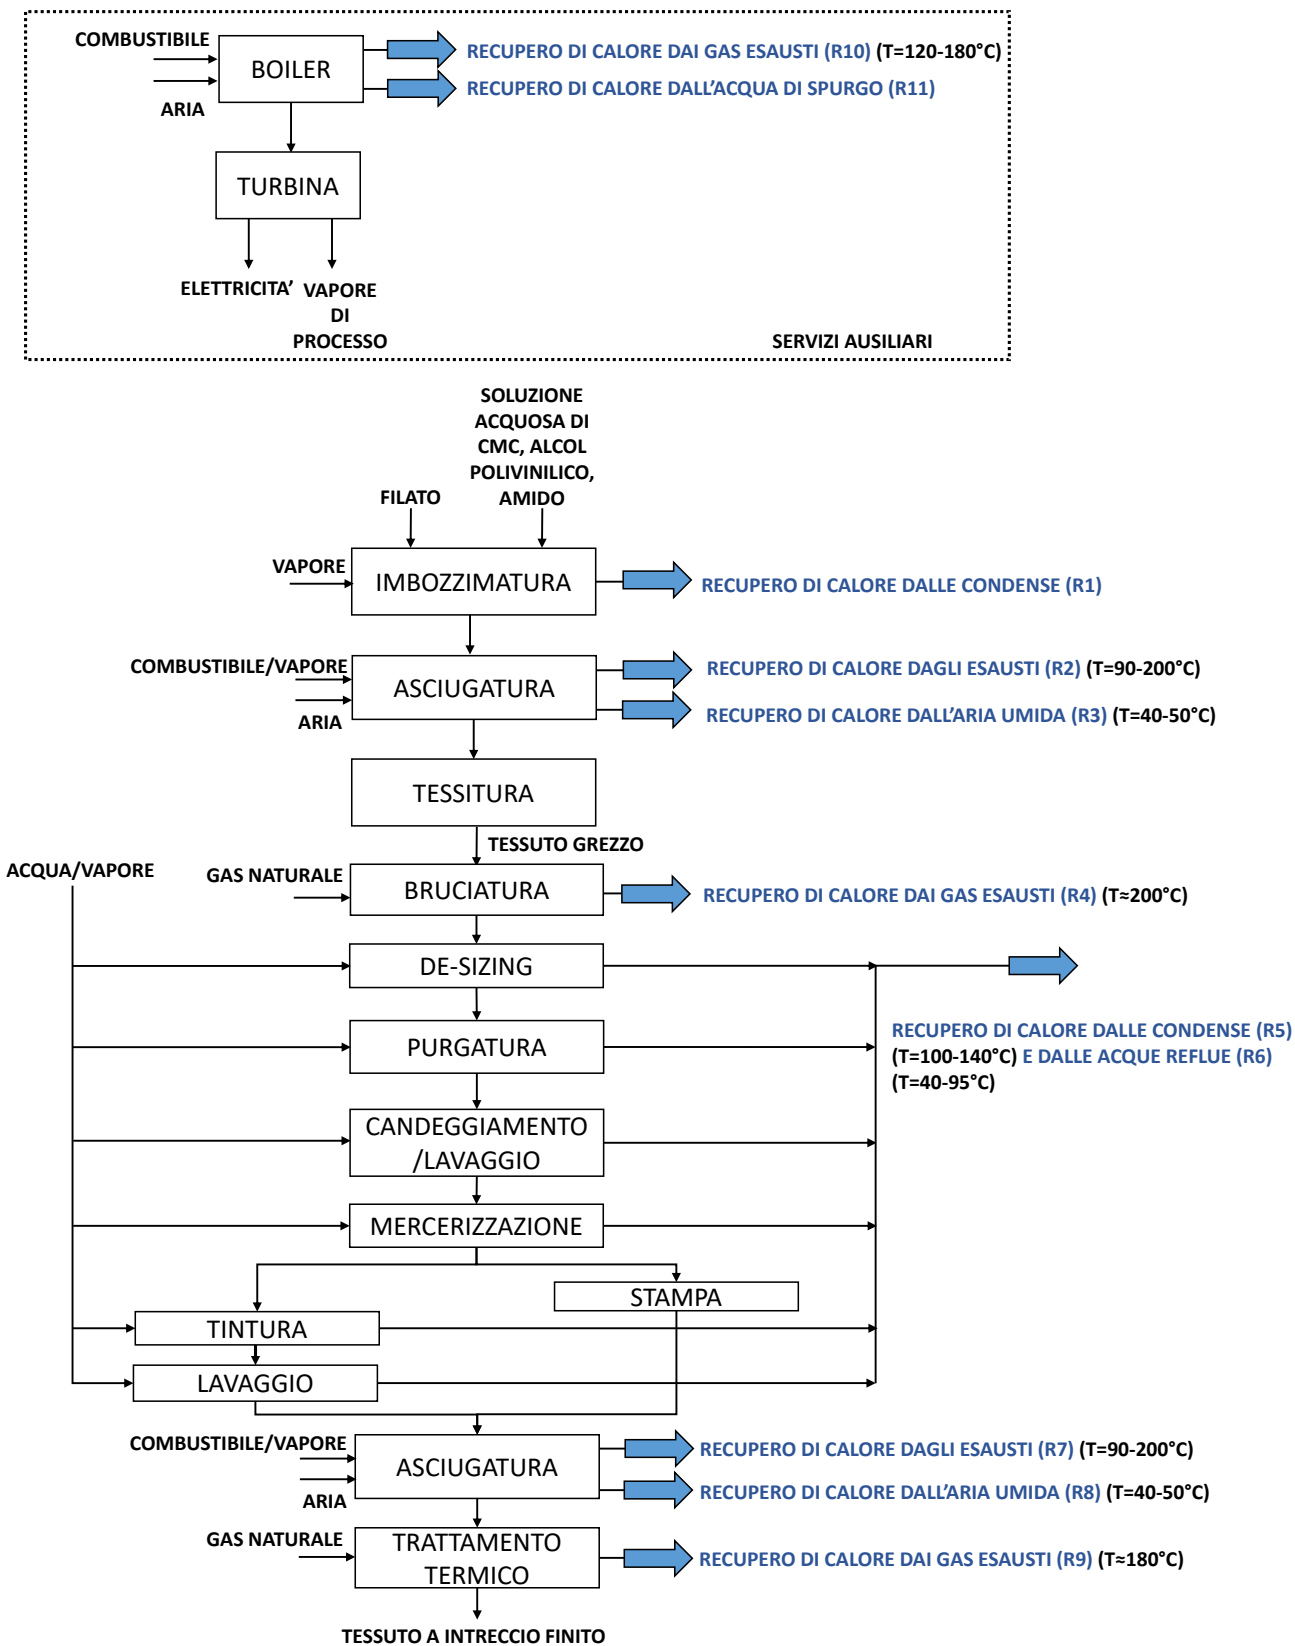 COMBUSTIBILE
BOILER
RECUPERO DI CALORE DAI GAS ESAUSTI (R10) (T=120-180°C)
RECUPERO DI CALORE DALL'ACQUA DI SPURGO (R11)
ARIA
TURBINA
ELETTRICITA'
VAPORE
DI
PROCESSO
SERVIZI AUSILIARI
SOLUZIONE
ACQUOSA DI
CMC, ALCOL
POLIVINILICO,
AMIDO
FILATO
VAPORE
IMBOZZIMATURA
RECUPERO DI CALORE DALLE CONDENSE (R1)
COMBUSTIBILE/VAPORE
ASCIUGATURA
RECUPERO DI CALORE DAGLI ESAUSTI (R2) (T=90-200°C)
ARIA
RECUPERO DI CALORE DALL'ARIA UMIDA (R3) (T=40-50°C)
TESSITURA
TESSUTO GREZZO
ACQUA/VAPORE
GAS NATURALE
BRUCIATURA
RECUPERO DI CALORE DAI GAS ESAUSTI (R4) (T≈200°C)
DE-SIZING
PURGATURA
RECUPERO DI CALORE DALLE CONDENSE (R5)
(T=100-140°C) E DALLE ACQUE REFLUE (R6)
(T=40-95°C)
CANDEGGIAMENTO
/LAVAGGIO
MERCERIZZAZIONE
STAMPA
TINTURA
LAVAGGIO
COMBUSTIBILE/VAPORE
ASCIUGATURA
RECUPERO DI CALORE DAGLI ESAUSTI (R7) (T=90-200°C)
ARIA
RECUPERO DI CALORE DALL'ARIA UMIDA (R8) (T=40-50°C)
GAS NATURALE
TRATTAMENTO
TERMICO
RECUPERO DI CALORE DAI GAS ESAUSTI (R9) (T≈180°C)
TESSUTO A INTRECCIO FINITO